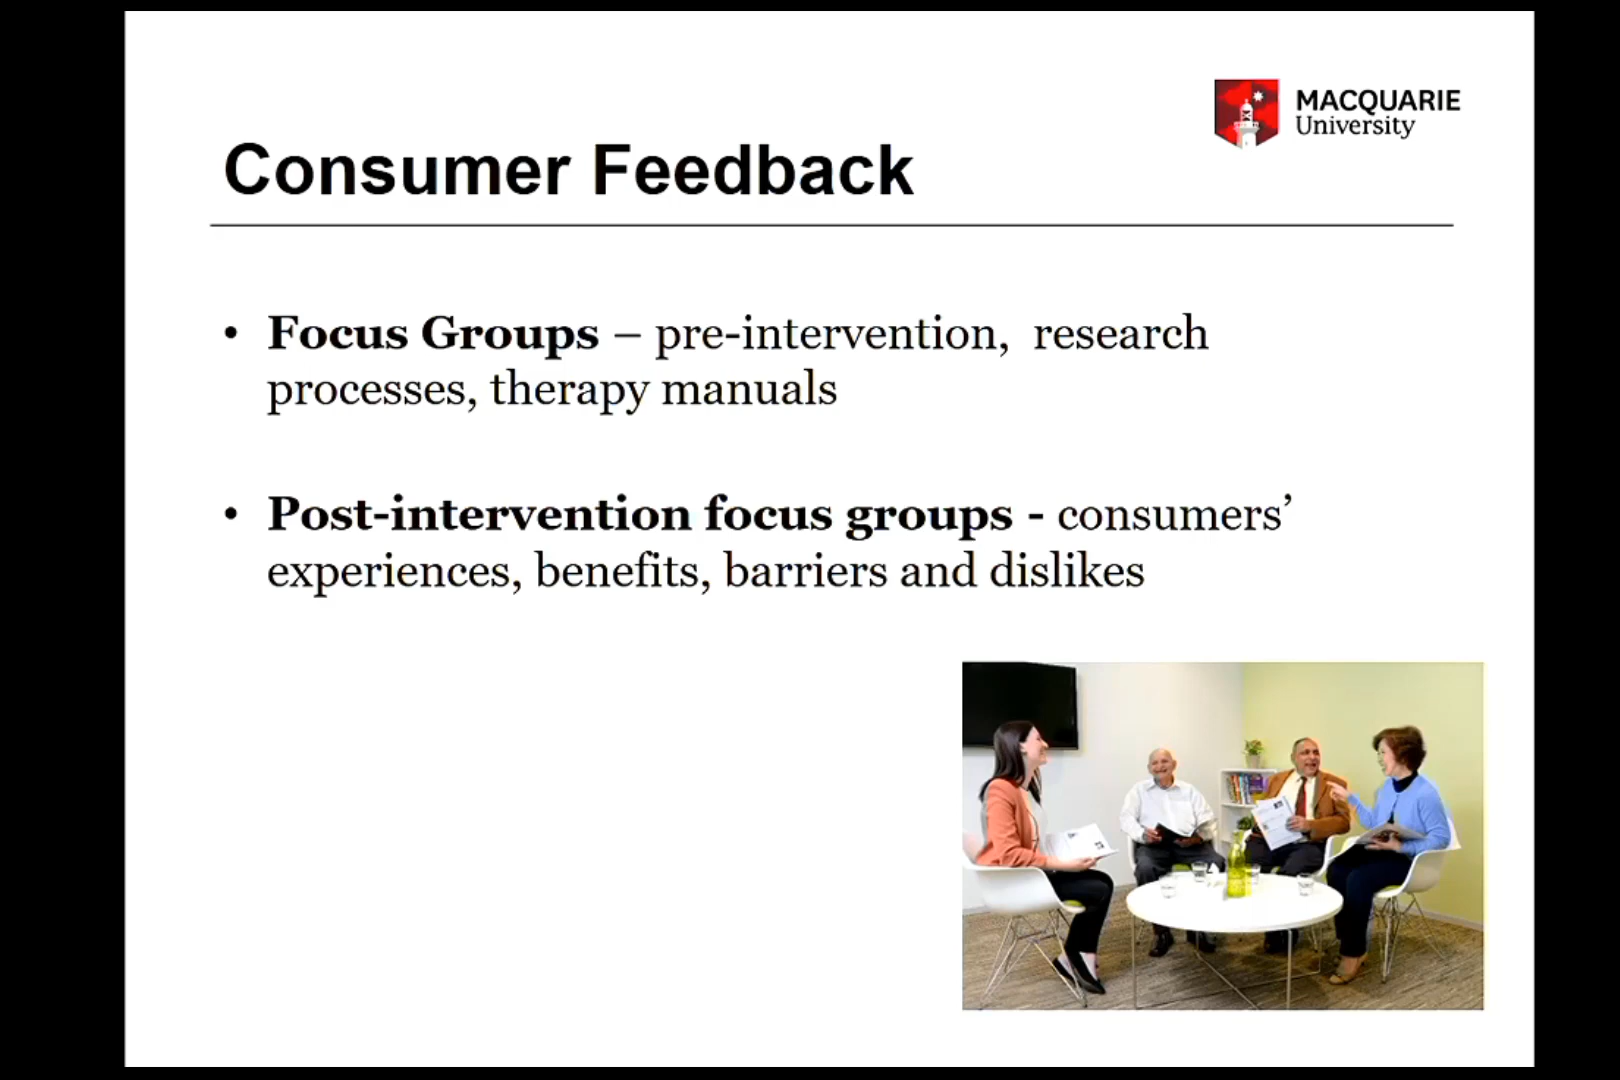 MACQUARIE
University
Consumer Feedback
• Focus Groups – pre-intervention, research
processes, therapy manuals
• Post-intervention focus groups - consumers’
experiences, benefits, barriers and dislikes